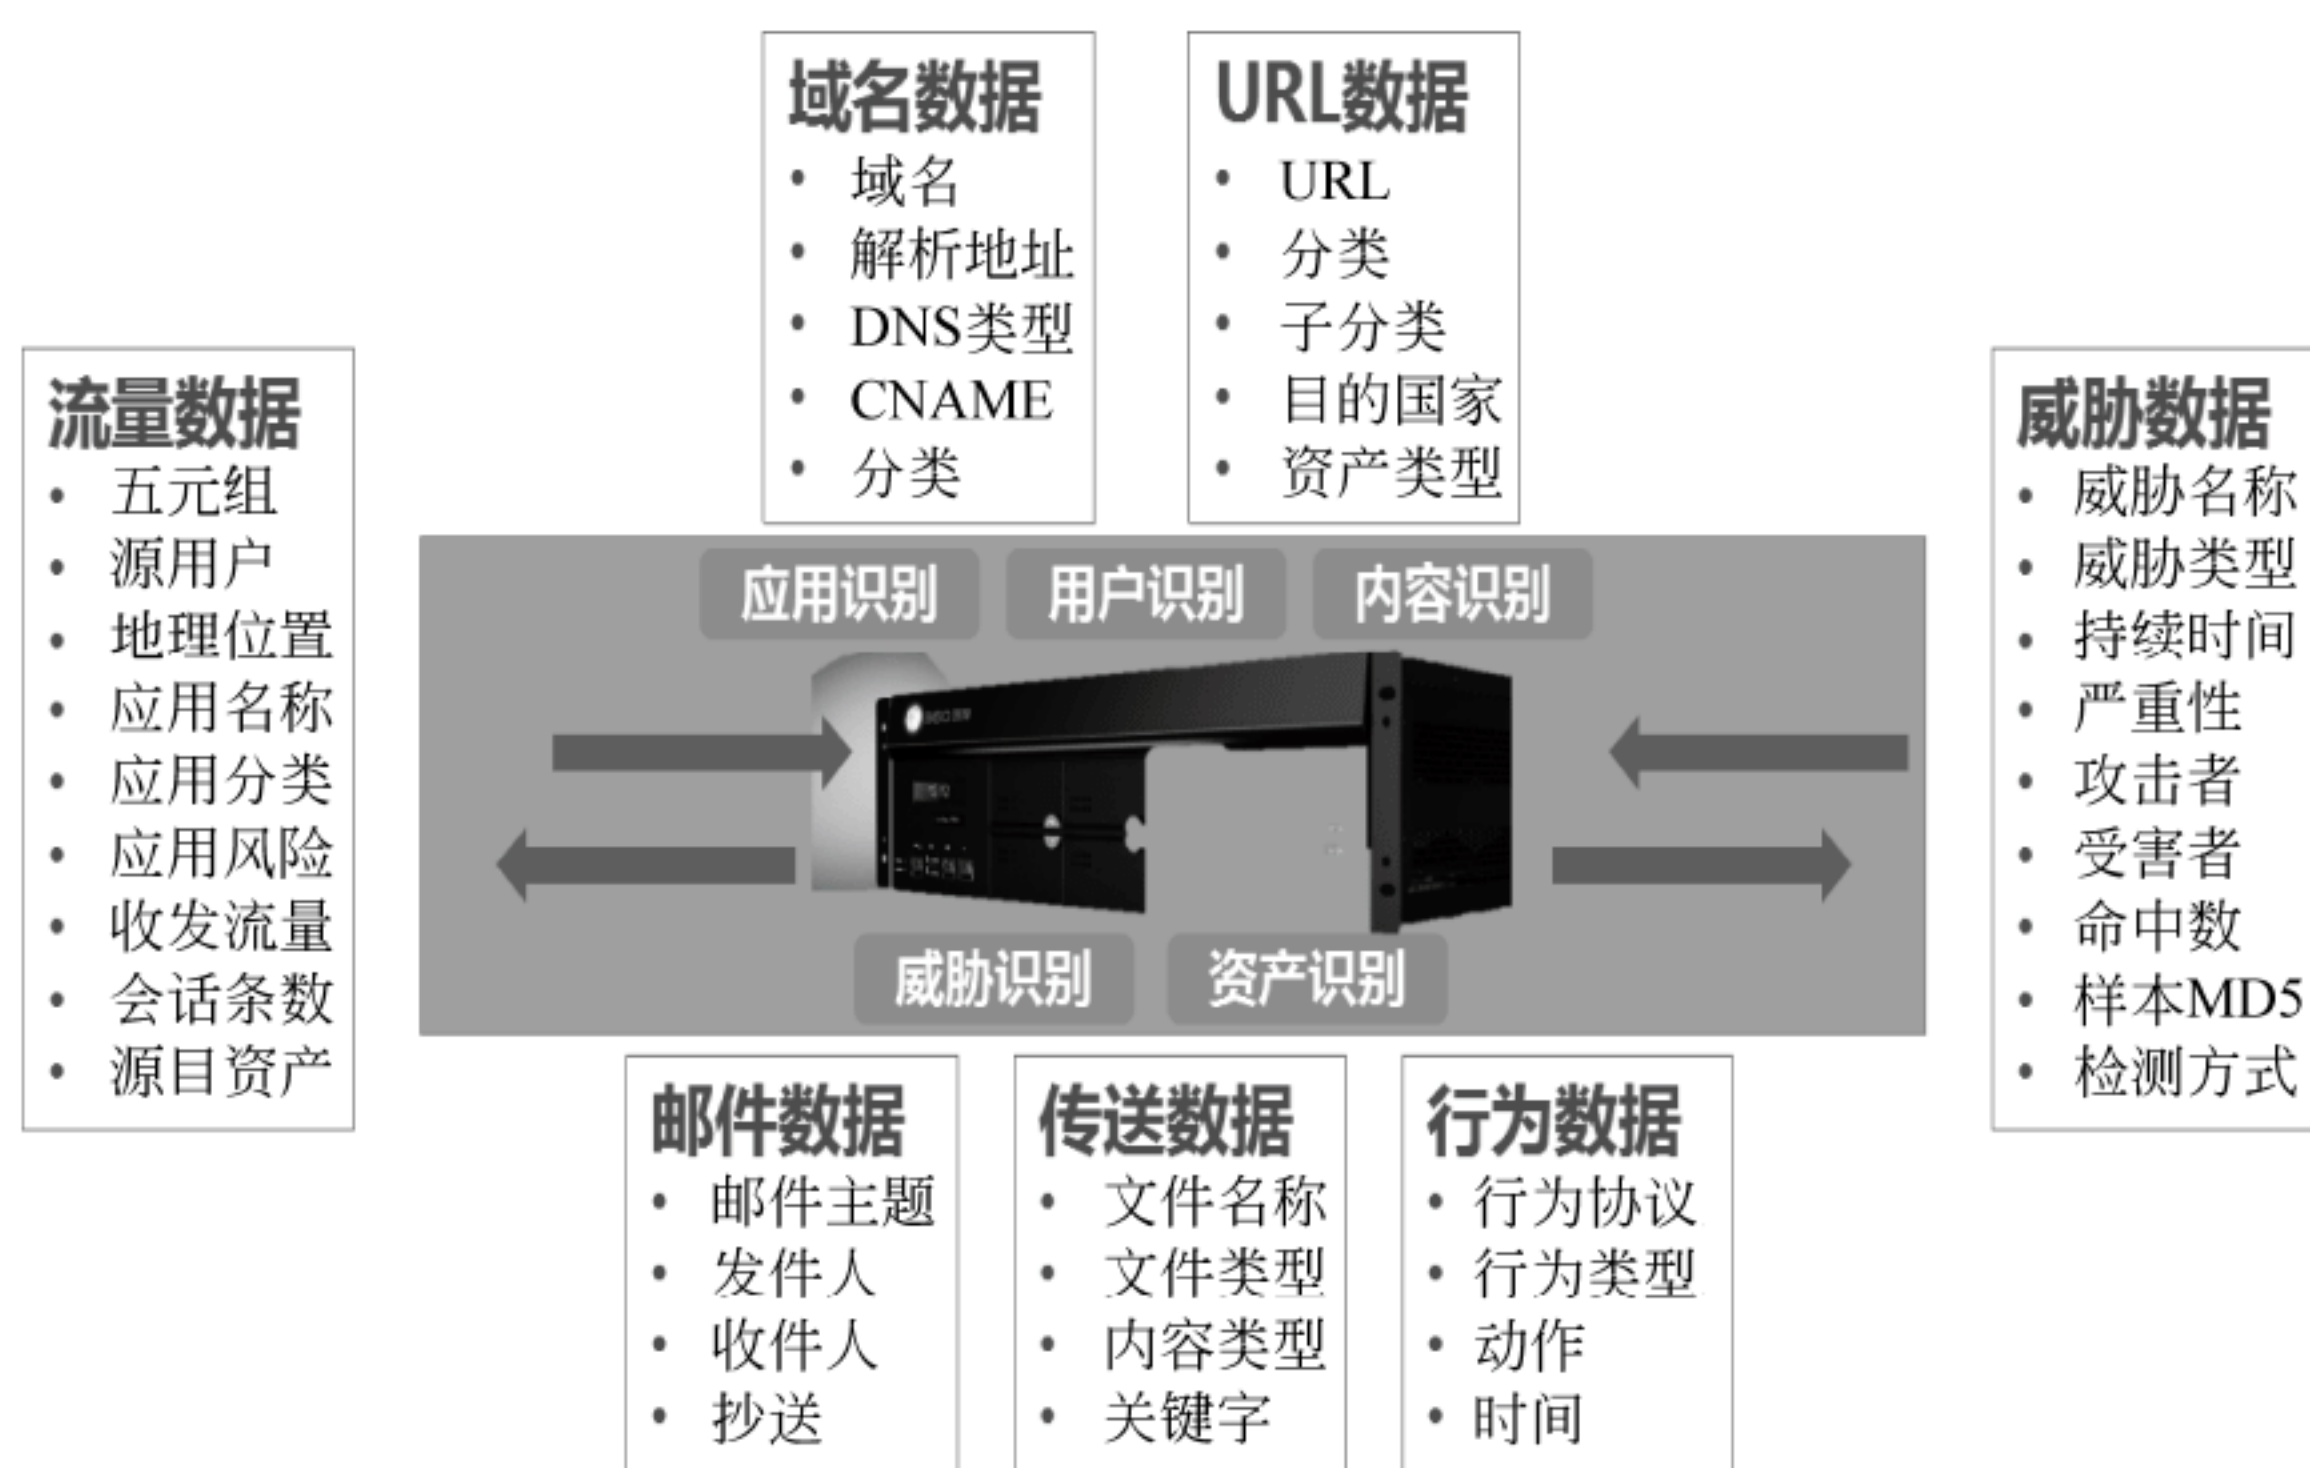 域名数据
域名
解析地址
DNS类型
CNAME
分类
URL数据
URL
分类
子分类
目的国家
资产类型
流量数据
五元组
源用户
地理位置
应用名称
应用分类
应用风险
收发流量
会话条数
源目资产
应用识别
用户识别
内容识别
威胁识别
资产识别
威胁数据
威胁名称
威胁类型
持续时间
严重性
攻击者
受害者
命中数
样本MD5
检测方式
邮件数据
邮件主题
发件人
收件人
抄送
传送数据
文件名称
文件类型
内容类型
关键字
行为数据
行为协议
行为类型
动作
时间